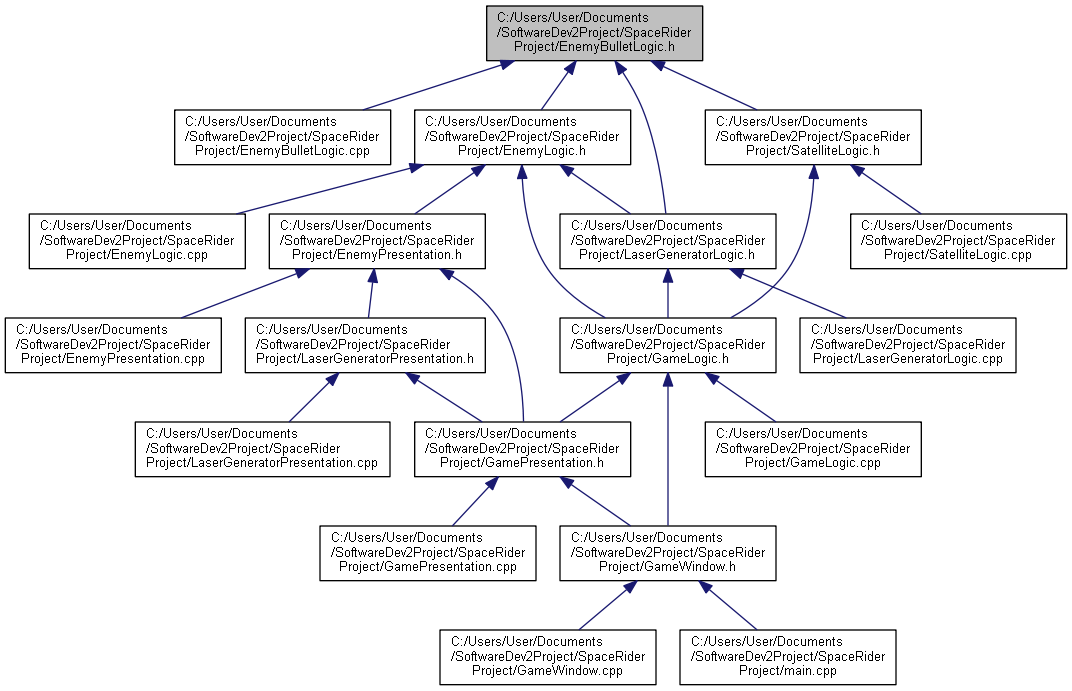 C:/Users/User/Documents
/SoftwareDev2Project/SpaceRider
Project/EnemyBulletLogic.h
C:/Users/User/Documents
/SoftwareDev2Project/SpaceRider
Project/EnemyBulletLogic.cpp
C:/Users/User/Documents
/SoftwareDev2Project/SpaceRider
Project/EnemyLogic.h
C:/Users/User/Documents
/SoftwareDev2Project/SpaceRider
Project/SatelliteLogic.h
C:/Users/User/Documents
/SoftwareDev2Project/SpaceRider
Project/EnemyLogic.cpp
C:/Users/User/Documents
/SoftwareDev2Project/SpaceRider
Project/EnemyPresentation.h
C:/Users/User/Documents
/SoftwareDev2Project/SpaceRider
Project/LaserGeneratorLogic.h
C:/Users/User/Documents
/SoftwareDev2Project/SpaceRider
Project/SatelliteLogic.cpp
C:/Users/User/Documents
/SoftwareDev2Project/SpaceRider
Project/EnemyPresentation.cpp
C:/Users/User/Documents
/SoftwareDev2Project/SpaceRider
Project/LaserGeneratorPresentation.h
C:/Users/User/Documents
/SoftwareDev2Project/SpaceRider
Project/GameLogic.h
C:/Users/User/Documents
/SoftwareDev2Project/SpaceRider
Project/LaserGeneratorLogic.cpp
C:/Users/User/Documents
/SoftwareDev2Project/SpaceRider
Project/LaserGeneratorPresentation.cpp
C:/Users/User/Documents
/SoftwareDev2Project/SpaceRider
Project/GamePresentation.h
C:/Users/User/Documents
/SoftwareDev2Project/SpaceRider
Project/GameLogic.cpp
C:/Users/User/Documents
/SoftwareDev2Project/SpaceRider
Project/GamePresentation.cpp
C:/Users/User/Documents
/SoftwareDev2Project/SpaceRider
Project/GameWindow.h
C:/Users/User/Documents
/SoftwareDev2Project/SpaceRider
Project/GameWindow.cpp
C:/Users/User/Documents
/SoftwareDev2Project/SpaceRider
Project/main.cpp